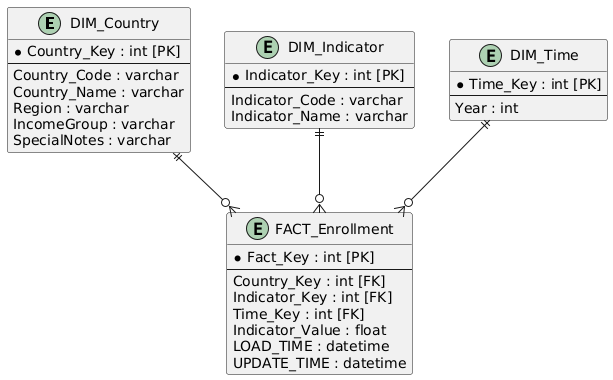 E DIM_Country
* Country_Key : int [PK]
Country_Code : varchar
Country_Name : varchar
Region : varchar
IncomeGroup : varchar
SpecialNotes : varchar
E DIM_Indicator
* Indicator_Key : int [PK]
Indicator_Code : varchar
Indicator_Name : varchar
E DIM_Time
* Time_Key : int [PK]
Year : int
E FACT_Enrollment
* Fact_Key : int [PK]
Country_Key : int [FK]
Indicator_Key : int [FK]
Time_Key : int [FK]
Indicator_Value : float
LOAD_TIME : datetime
UPDATE_TIME : datetime